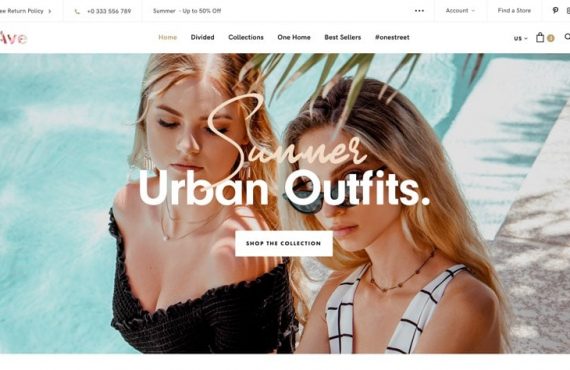 ee Return Policy >
+0 333 556 789
Summer - Up to 50% Off
Account
Find a Store
Ave
Home Divided Collections One Home Best Sellers #onestreet
US
Summer
Urban Outfits.
SHOP THE COLLECTION